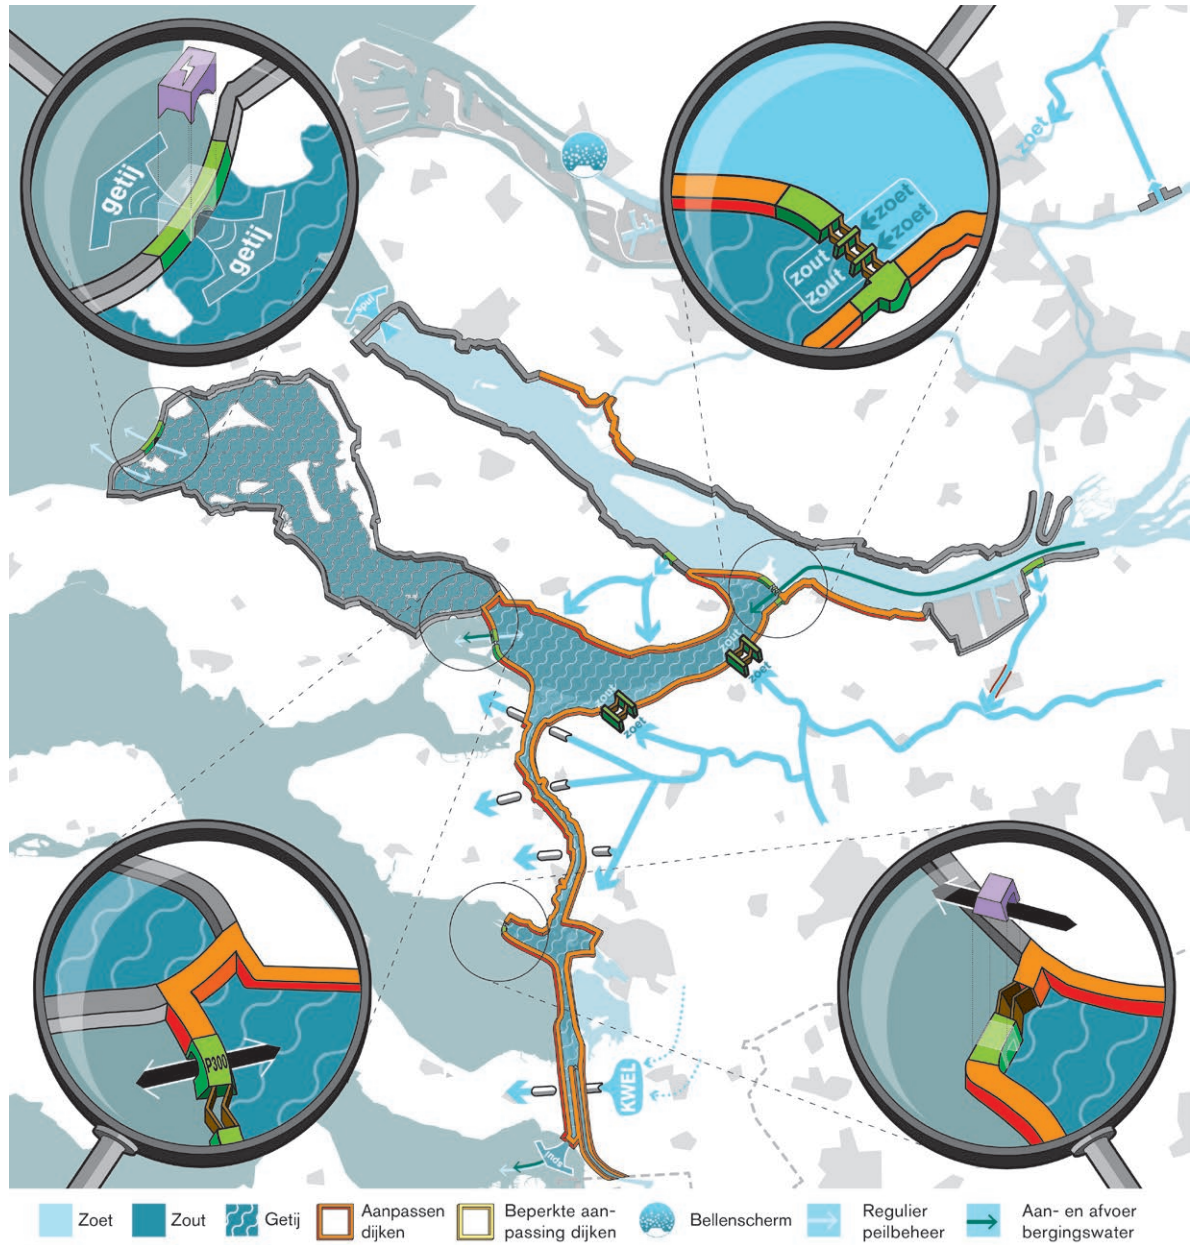 getij
getij
zoet
zoet
zoet
zout
zout
spui
zout
zoet
zout
zoet
P300
KWEL
spui
Zoet
Zout
Getij
Aanpassen
dijken
Beperkte aan-
passing dijken
Bellenscherm
Regulier
peilbeheer
Aan- en afvoer
bergingswater